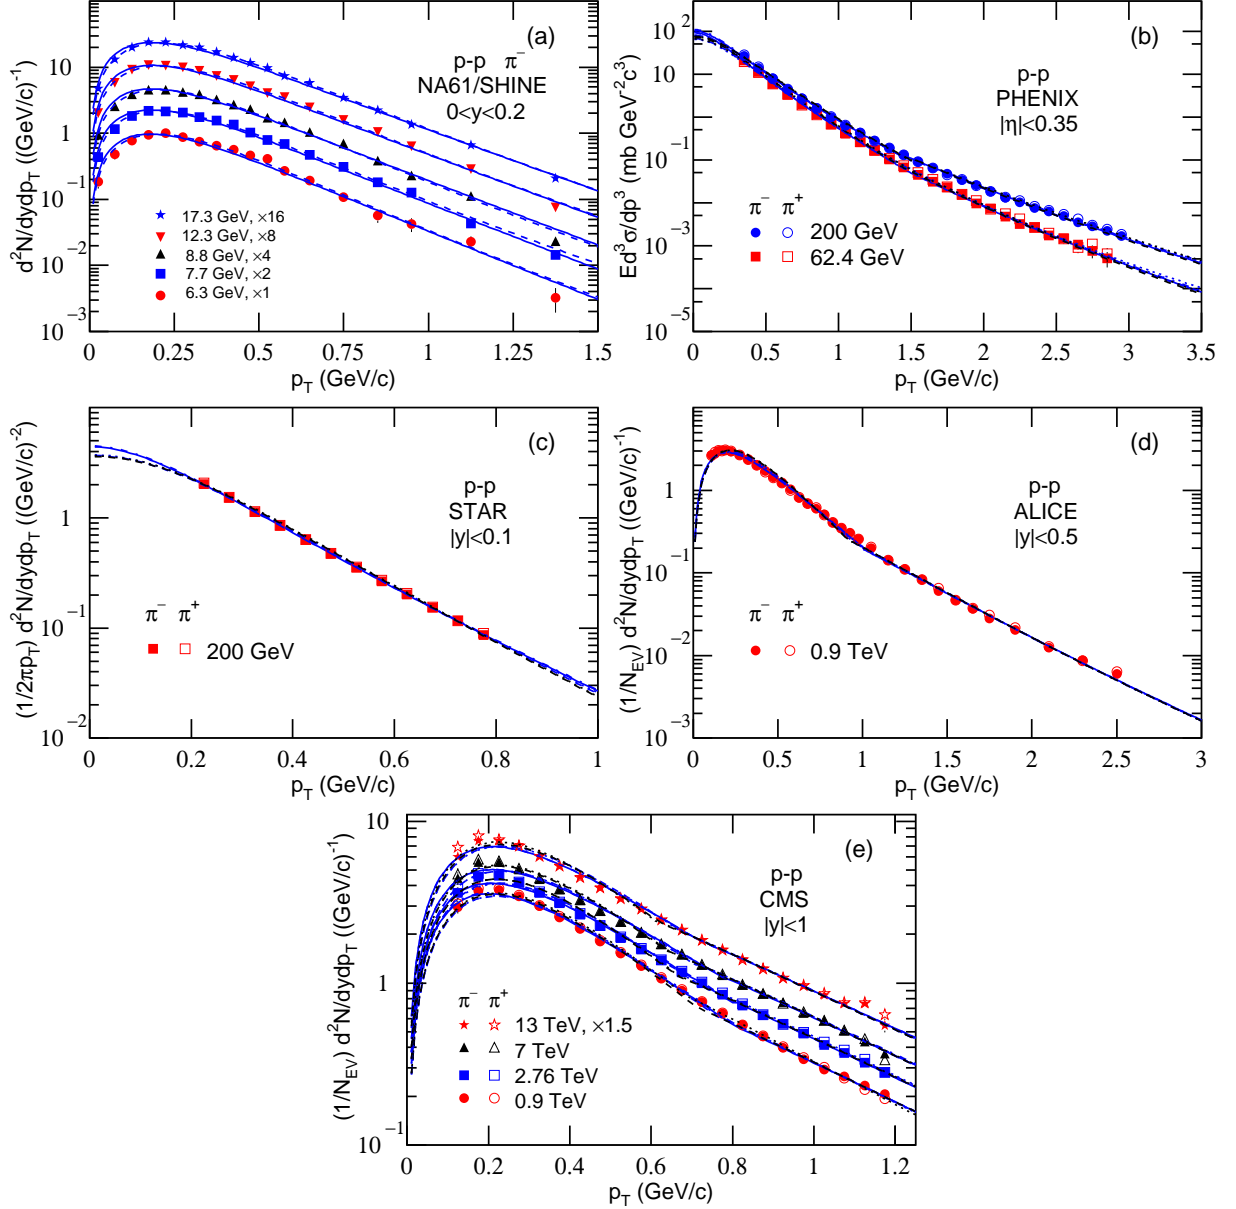 (a)
p-p π⁻
NA61/SHINE
0<y<0.2
17.3 GeV, ×16
12.3 GeV, ×8
8.8 GeV, ×4
7.7 GeV, ×2
6.3 GeV, ×1
d²N/dydp_T ((GeV/c)⁻¹)
10
1
10⁻¹
10⁻²
10⁻³
0 0.25 0.5 0.75 1 1.25 1.5
p_T (GeV/c)
(b)
p-p
PHENIX
|η|<0.35
π⁻ π⁺
200 GeV
62.4 GeV
Ed³σ/dp³ (mb GeV⁻²c³)
10²
10
10⁻¹
10⁻³
10⁻⁵
0 0.5 1 1.5 2 2.5 3 3.5
p_T (GeV/c)
(c)
p-p
STAR
|y|<0.1
π⁻ π⁺
200 GeV
(1/2πp_T) d²N/dydp_T ((GeV/c)⁻²)
1
10⁻¹
10⁻²
0 0.2 0.4 0.6 0.8 1
p_T (GeV/c)
(d)
p-p
ALICE
|y|<0.5
π⁻ π⁺
0.9 TeV
(1/N_EV) d²N/dydp_T ((GeV/c)⁻¹)
1
10⁻¹
10⁻²
10⁻³
0 0.5 1 1.5 2 2.5 3
p_T (GeV/c)
(e)
p-p
CMS
|y|<1
π⁻ π⁺
13 TeV, ×1.5
7 TeV
2.76 TeV
0.9 TeV
(1/N_EV) d²N/dydp_T ((GeV/c)⁻¹)
10
1
10⁻¹
0 0.2 0.4 0.6 0.8 1 1.2
p_T (GeV/c)